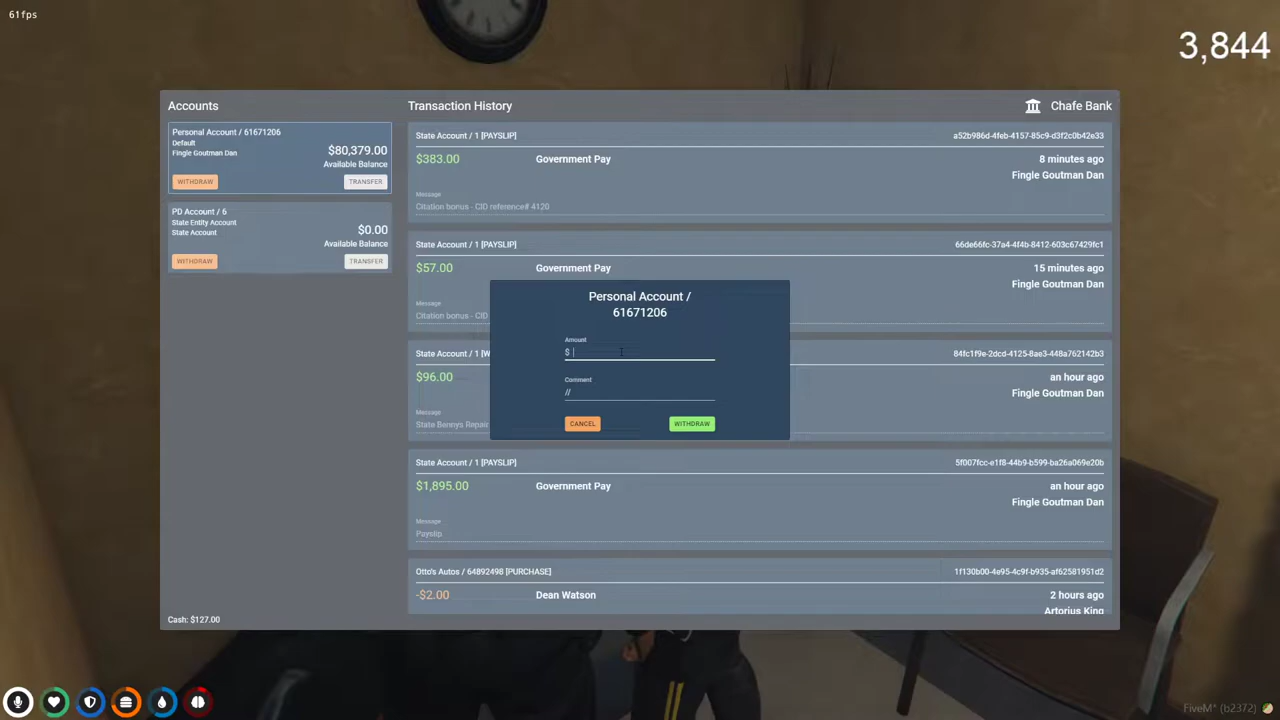 61fps
3,844
Accounts
Transaction History
Chafe Bank
Personal Account / 61671206
Default
Fingle Goutman Dan
$80,379.00
Available Balance
WITHDRAW
TRANSFER
PD Account / 6
State Entity Account
State Account
$0.00
Available Balance
WITHDRAW
TRANSFER
State Account / 1 [PAYSLIP]
a52b986d-4feb-4157-85c9-d3f2c0b42e33
$383.00
Government Pay
8 minutes ago
Fingle Goutman Dan
Message
Citation bonus - CID reference# 4120
State Account / 1 [PAYSLIP]
66de66fc-37a4-4f4b-8412-603c67429fc1
$57.00
Government Pay
15 minutes ago
Fingle Goutman Dan
Message
Citation bonus - CID
State Account / 1 [W
84fc1f9e-2dcd-4125-8ae3-448a762142b3
$96.00
an hour ago
Fingle Goutman Dan
Message
State Bennys Repair
Personal Account /
61671206
Amount
$
Comment
//
CANCEL
WITHDRAW
State Account / 1 [PAYSLIP]
5f007fcc-e1f8-44b9-b599-ba26a069e20b
$1,895.00
Government Pay
an hour ago
Fingle Goutman Dan
Message
Payslip
Otto's Autos / 64892498 [PURCHASE]
1f130b00-4e95-4c9f-b935-af62581951d2
-$2.00
Dean Watson
2 hours ago
Artorius King
Cash: $127.00
FiveM* (b2372)